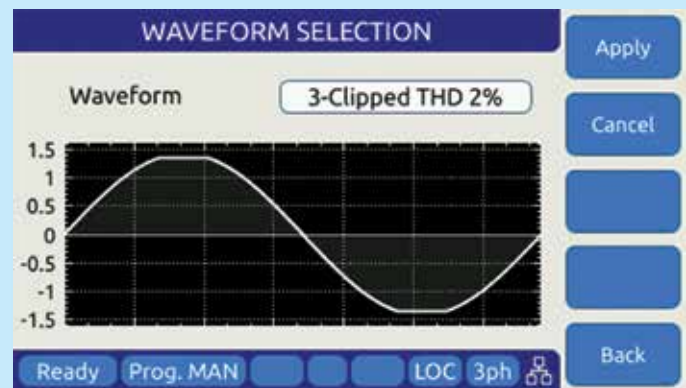 WAVEFORM SELECTION
Waveform
3-Clipped THD 2%
1.5
1
0.5
0
-0.5
-1
-1.5
Ready
Prog. MAN
LOC
3ph
Apply
Cancel
Back